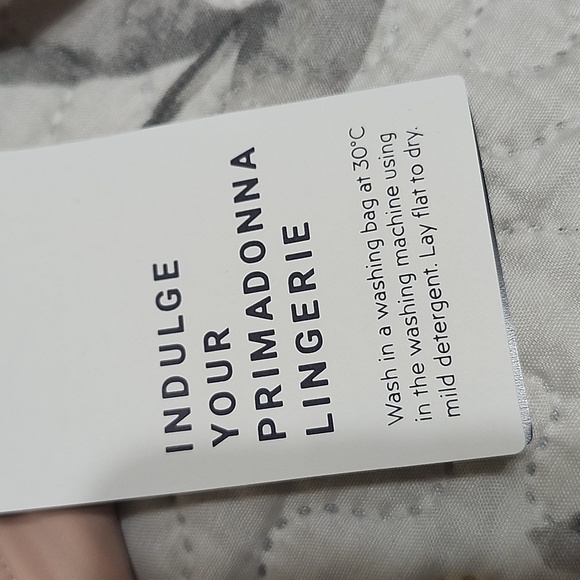 INDULGE
YOUR
PRIMADONNA
LINGERIE
Wash in a washing bag at 30°C
in the washing machine using
mild detergent. Lay flat to dry.